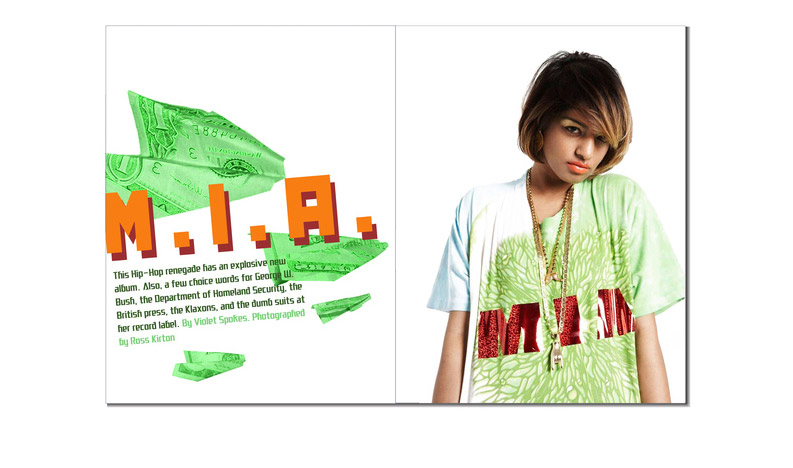 M.I.A.
This Hip-Hop renegade has an explosive new
album. Also, a few choice words for George W.
Bush, the Department of Homeland Security, the
British press, the Klaxons, and the dumb suits at
her record label. By Violet Spokes. Photographed
by Ross Kirton